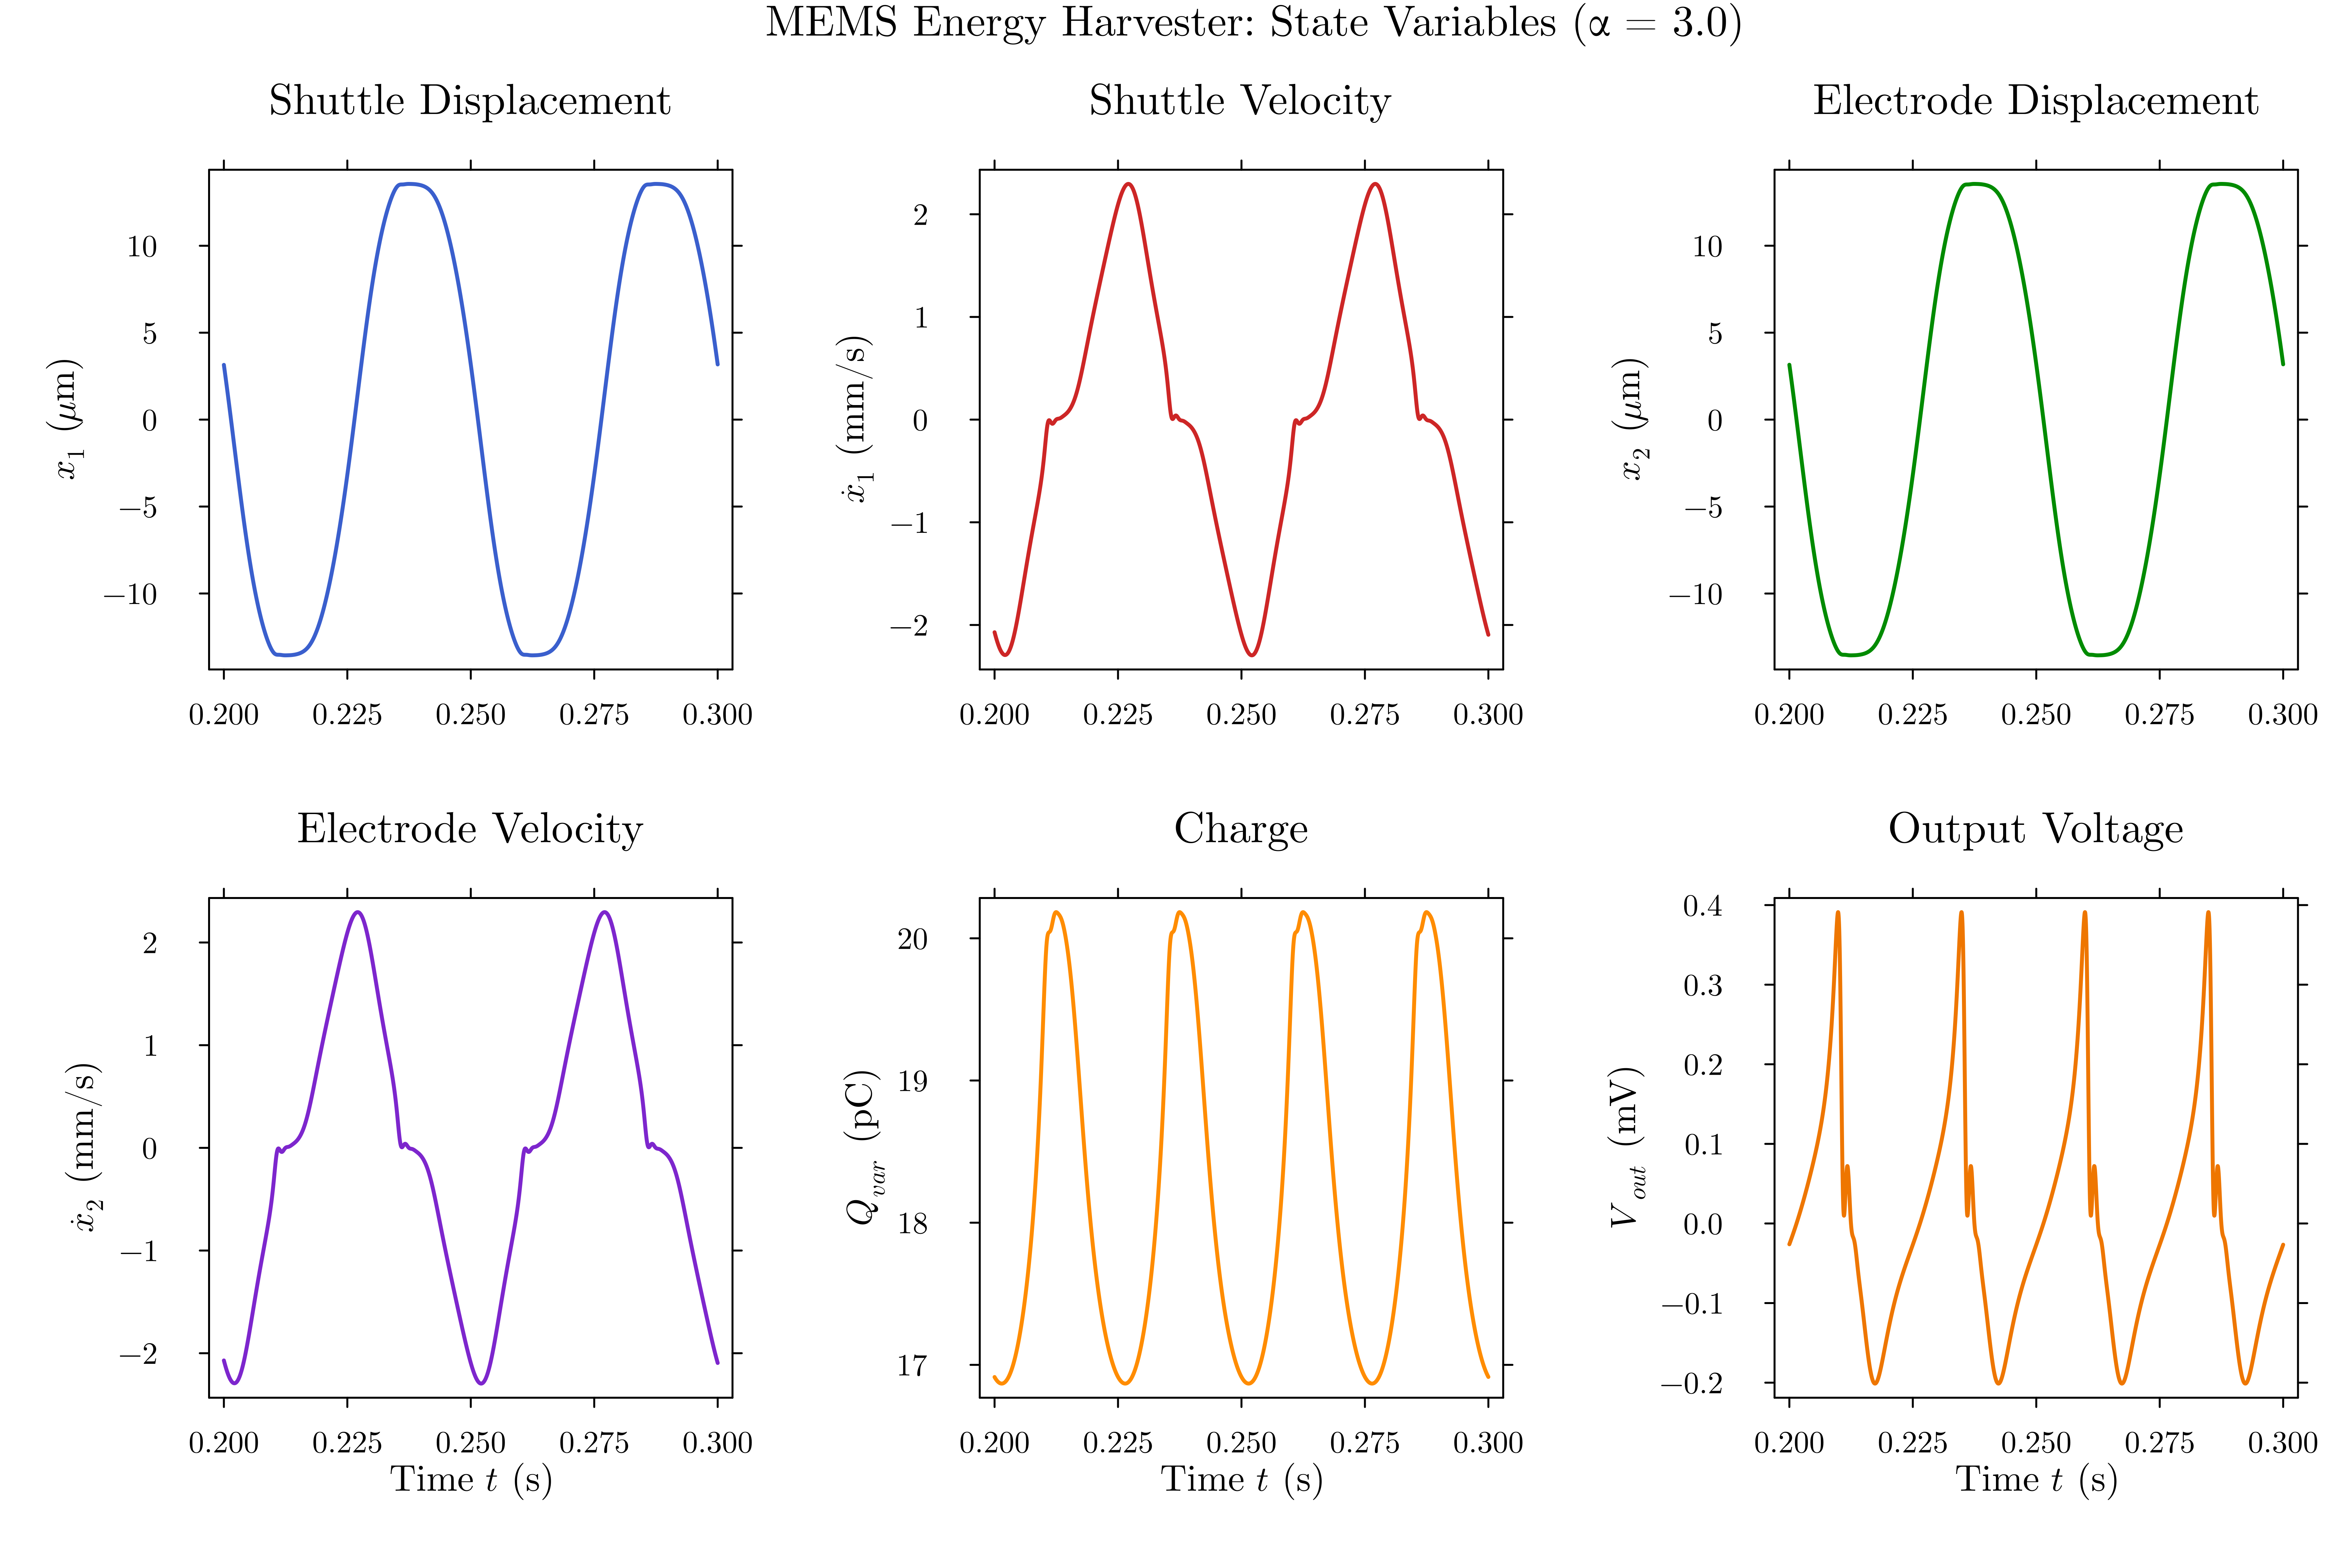 MEMS Energy Harvester: State Variables (α = 3.0)
Shuttle Displacement
x₁ (μm)
10
5
0
−5
−10
0.200 0.225 0.250 0.275 0.300
Shuttle Velocity
ẋ₁ (mm/s)
2
1
0
−1
−2
0.200 0.225 0.250 0.275 0.300
Electrode Displacement
x₂ (μm)
10
5
0
−5
−10
0.200 0.225 0.250 0.275 0.300
Electrode Velocity
ẋ₂ (mm/s)
2
1
0
−1
−2
0.200 0.225 0.250 0.275 0.300
Time t (s)
Charge
Q_var (pC)
20
19
18
17
0.200 0.225 0.250 0.275 0.300
Time t (s)
Output Voltage
V_out (mV)
0.4
0.3
0.2
0.1
0.0
−0.1
−0.2
0.200 0.225 0.250 0.275 0.300
Time t (s)